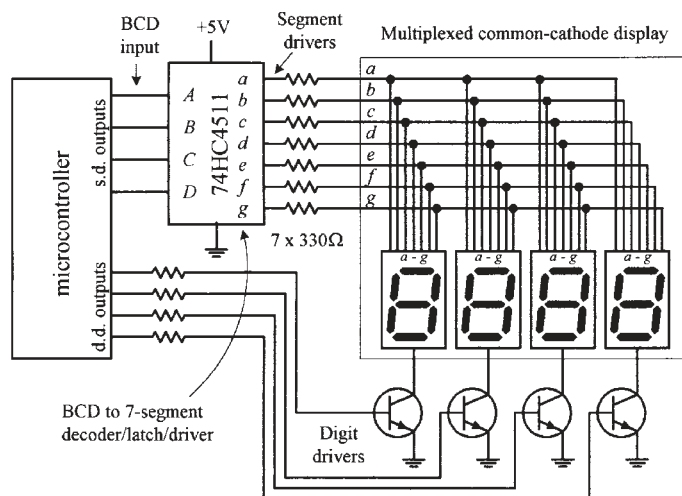 BCD
input
+5V
Segment
drivers
Multiplexed common-cathode display
microcontroller
s.d. outputs
d.d. outputs
A
B
C
D
74HC4511
a
b
c
d
e
f
g
7 x 330Ω
a
b
c
d
e
f
g
a - g
a - g
a - g
a - g
BCD to 7-segment
decoder/latch/driver
Digit
drivers